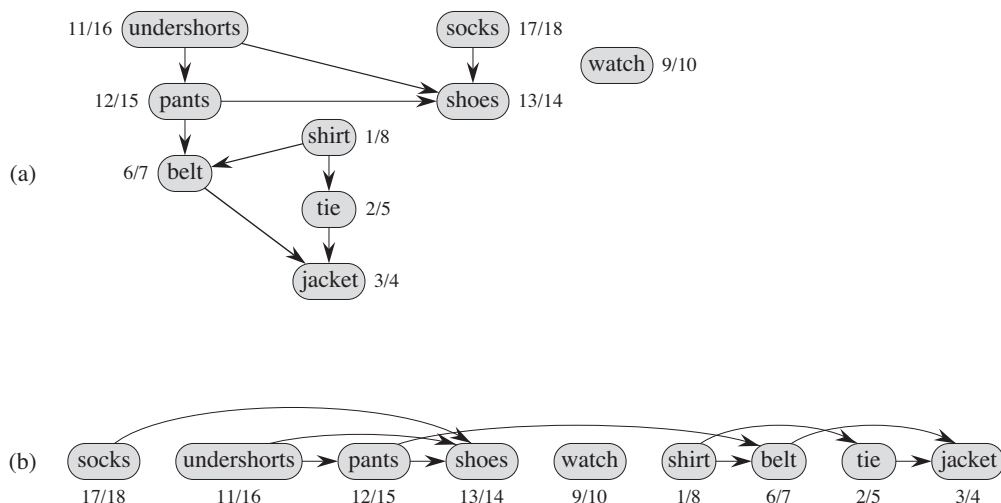 11/16 undershorts socks 17/18
watch 9/10
12/15 pants shoes 13/14
shirt 1/8
(a) 6/7 belt
tie 2/5
jacket 3/4
(b) socks undershorts pants shoes watch shirt belt tie jacket
17/18 11/16 12/15 13/14 9/10 1/8 6/7 2/5 3/4